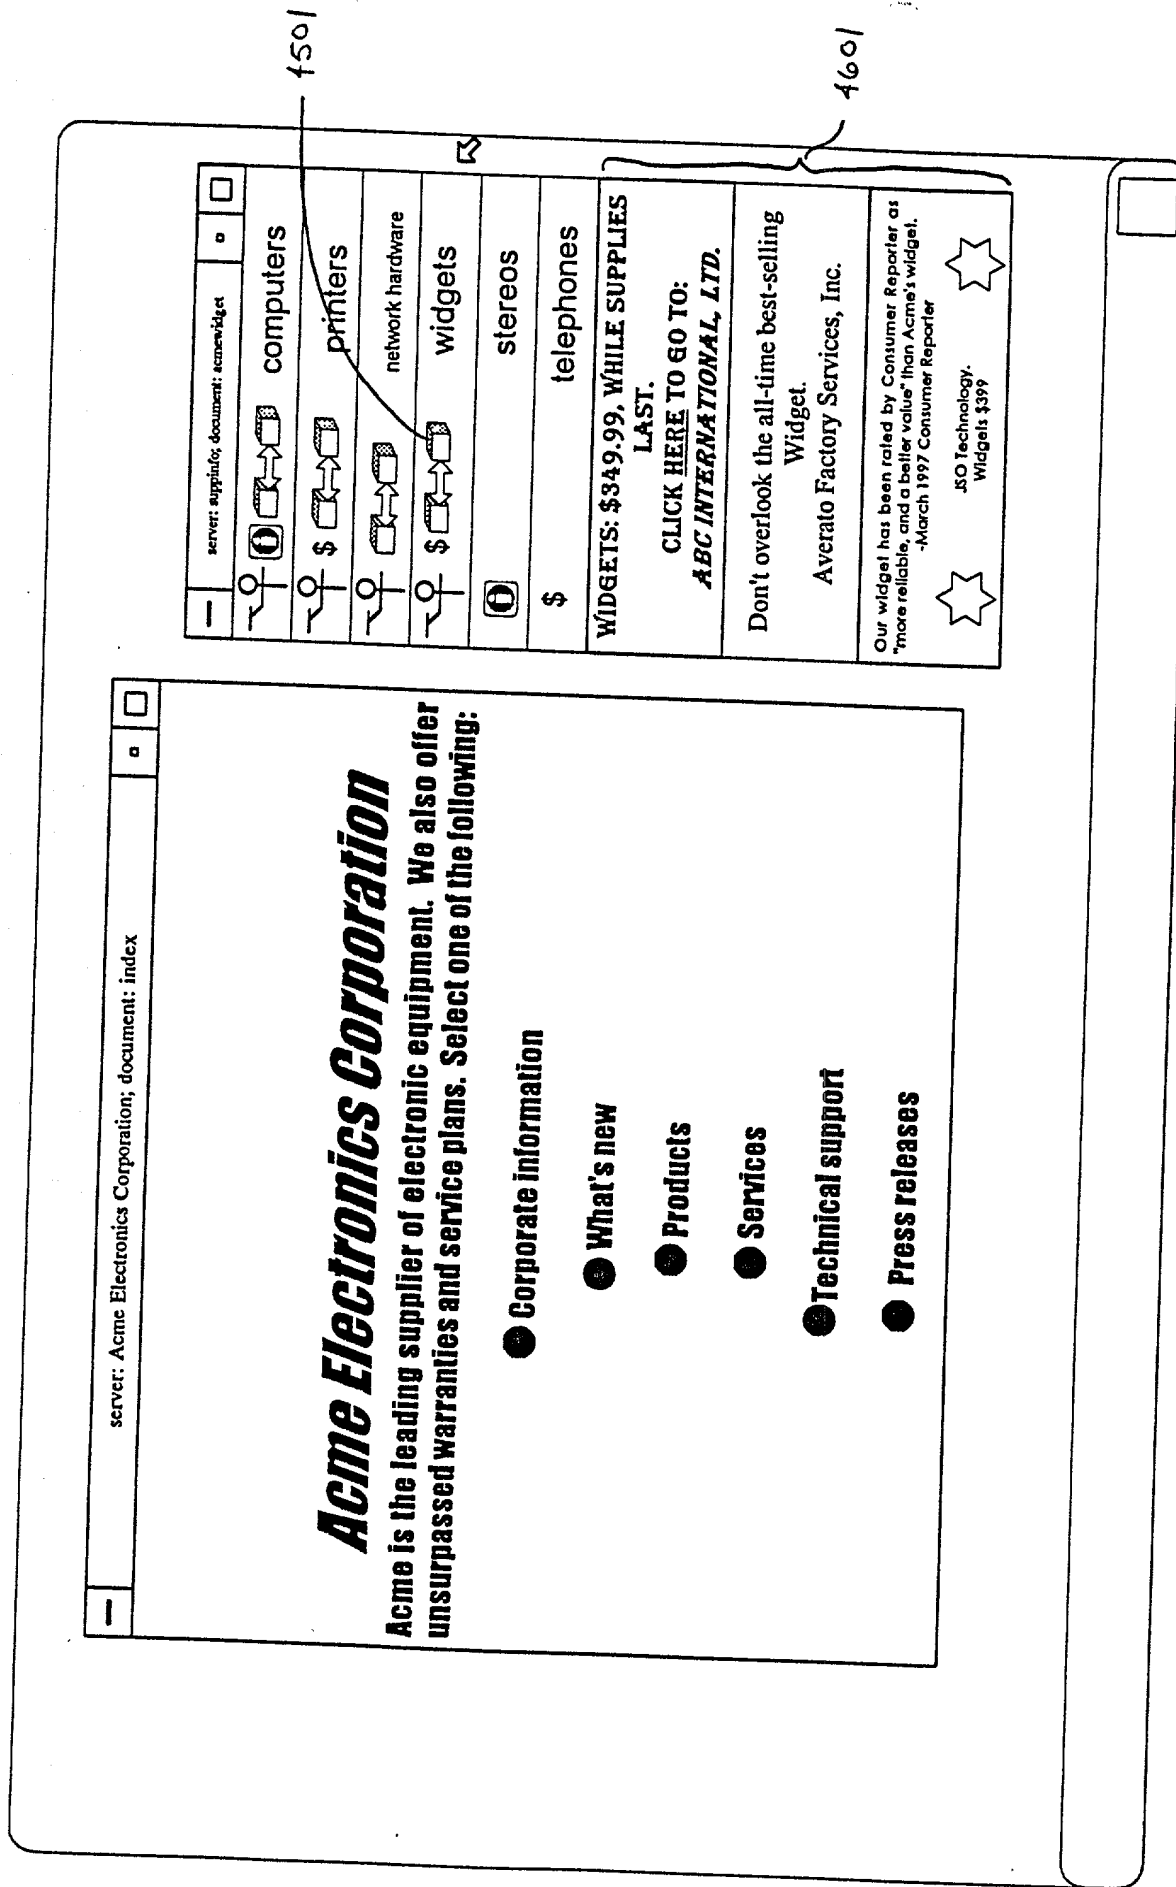 server: Acme Electronics Corporation; document: index
Acme Electronics Corporation
Acme is the leading supplier of electronic equipment. We also offer
unsurpassed warranties and service plans. Select one of the following:
Corporate information
What's new
Products
Services
Technical support
Press releases
server: suppinfo; document: acmewidget
computers
$ printers
network hardware
$ widgets
stereos
$ telephones
WIDGETS: $349.99, WHILE SUPPLIES
LAST.
CLICK HERE TO GO TO:
ABC INTERNATIONAL, LTD.
Don't overlook the all-time best-selling
Widget.
Averato Factory Services, Inc.
Our widget has been rated by Consumer Reporter as
"more reliable, and a better value" than Acme's widget.
-March 1997 Consumer Reporter
JSO Technology.
Widgets $399
4501
4601